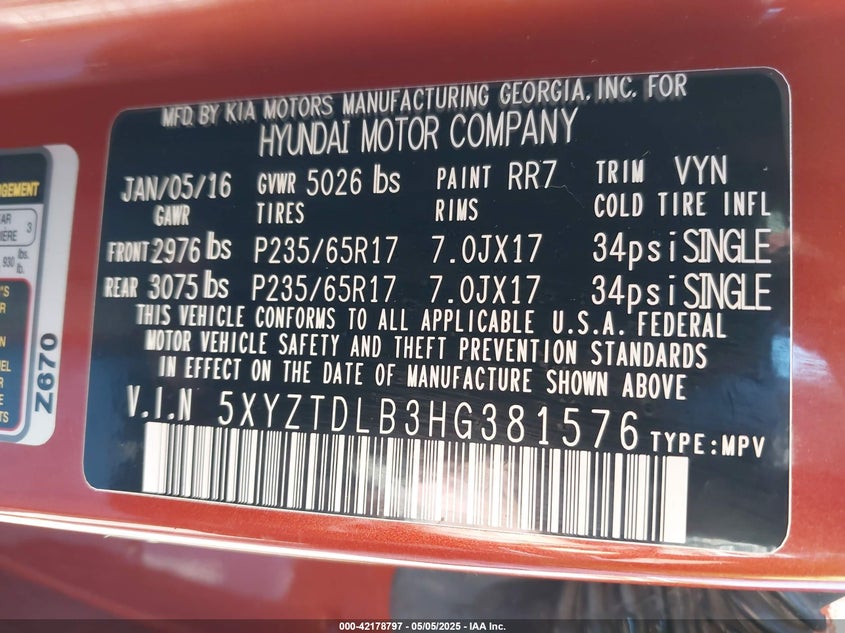 MFD. BY KIA MOTORS MANUFACTURING GEORGIA, INC. FOR
HYUNDAI MOTOR COMPANY
JAN/05/16 GVWR 5026 lbs PAINT RR7 TRIM VYN
GAWR TIRES RIMS COLD TIRE INFL
FRONT 2976 lbs P235/65R17 7.0JX17 34psi SINGLE
REAR 3075 lbs P235/65R17 7.0JX17 34psi SINGLE
THIS VEHICLE CONFORMS TO ALL APPLICABLE U.S.A. FEDERAL
MOTOR VEHICLE SAFETY AND THEFT PREVENTION STANDARDS
IN EFFECT ON THE DATE OF MANUFACTURE SHOWN ABOVE
V.I.N 5XYZTDLB3HG381576 TYPE:MPV
3
930 lbs.
lb.
Z670
000-42178797 - 05/05/2025 - IAA Inc.